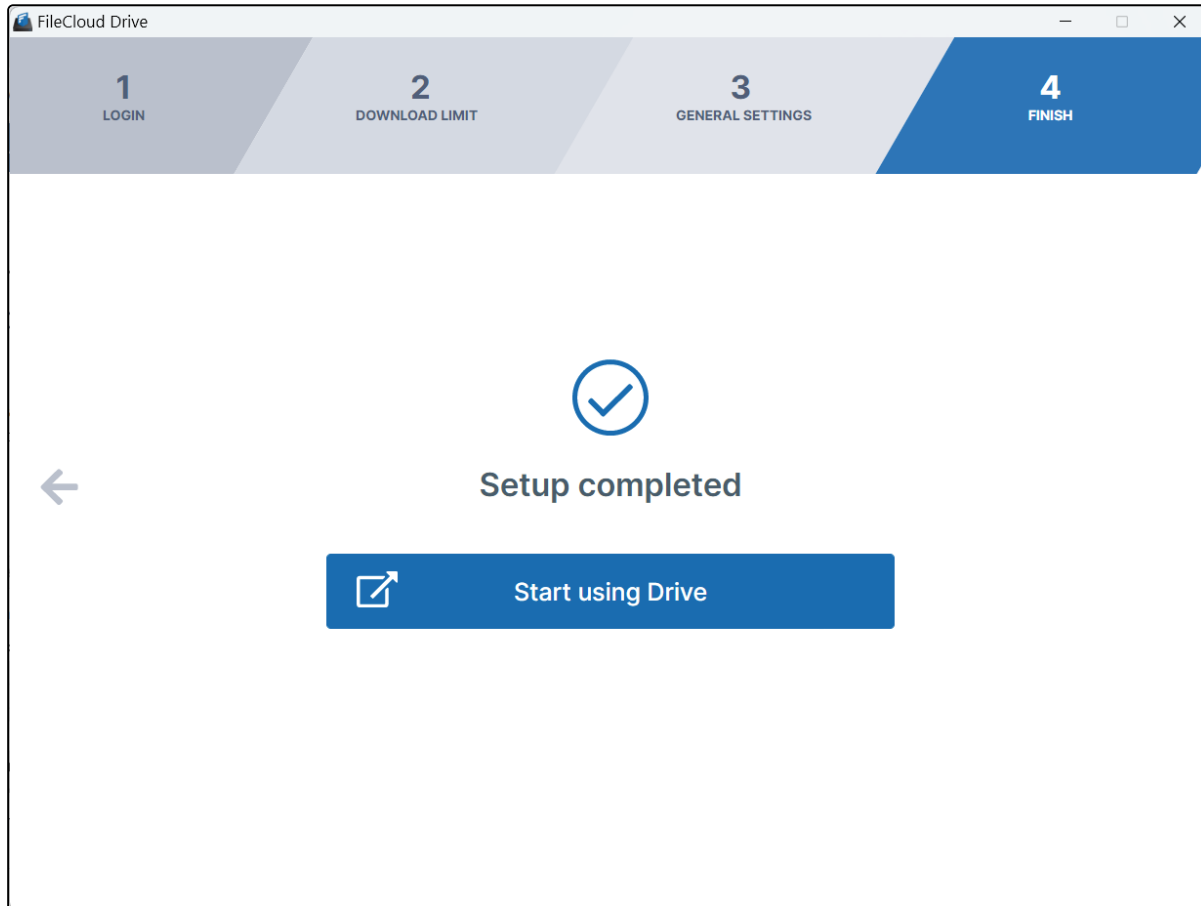 FileCloud Drive
1
LOGIN
2
DOWNLOAD LIMIT
3
GENERAL SETTINGS
4
FINISH
Setup completed
Start using Drive